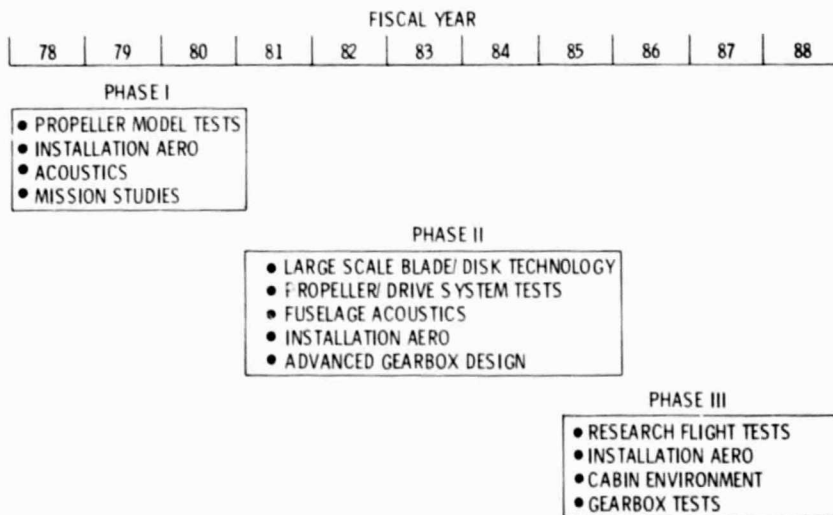 FISCAL YEAR
78 79 80 81 82 83 84 85 86 87 88
PHASE I
• PROPELLER MODEL TESTS
• INSTALLATION AERO
• ACOUSTICS
• MISSION STUDIES
PHASE II
• LARGE SCALE BLADE/ DISK TECHNOLOGY
• PROPELLER/ DRIVE SYSTEM TESTS
• FUSELAGE ACOUSTICS
• INSTALLATION AERO
• ADVANCED GEARBOX DESIGN
PHASE III
• RESEARCH FLIGHT TESTS
• INSTALLATION AERO
• CABIN ENVIRONMENT
• GEARBOX TESTS